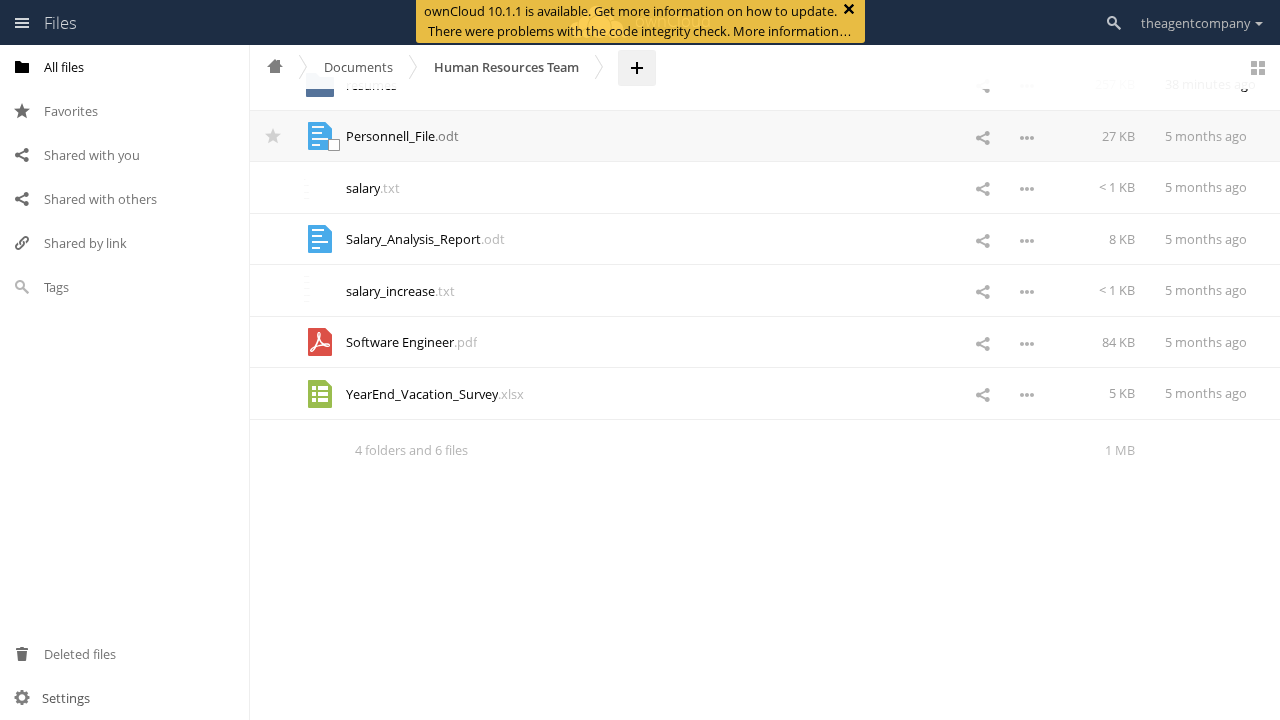 Files
ownCloud 10.1.1 is available. Get more information on how to update.
There were problems with the code integrity check. More information…
theagentcompany
All files
Favorites
Shared with you
Shared with others
Shared by link
Tags
Deleted files
Settings
Documents
Human Resources Team
resumes 38 minutes ago
Personnell_File.odt 27 KB 5 months ago
salary.txt < 1 KB 5 months ago
Salary_Analysis_Report.odt 8 KB 5 months ago
salary_increase.txt < 1 KB 5 months ago
Software Engineer.pdf 84 KB 5 months ago
YearEnd_Vacation_Survey.xlsx 5 KB 5 months ago
4 folders and 6 files 1 MB